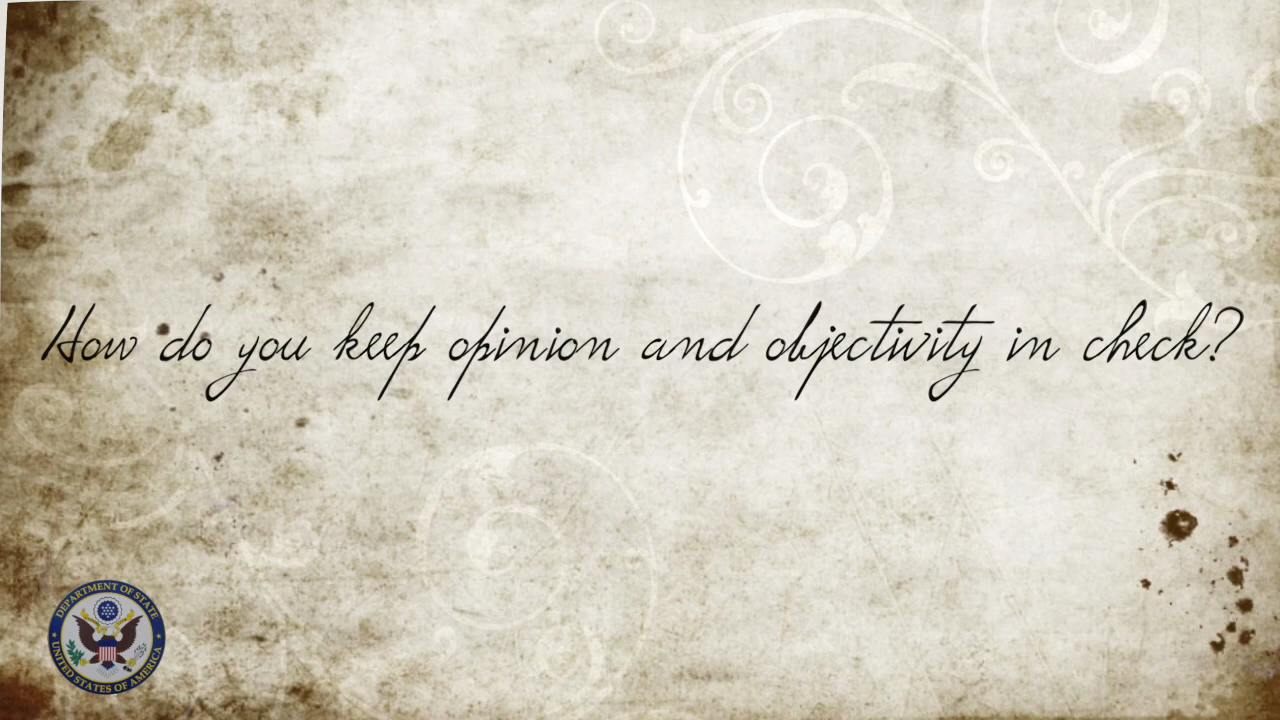 How do you keep opinion and objectivity in check?
DEPARTMENT OF STATE
UNITED STATES OF AMERICA